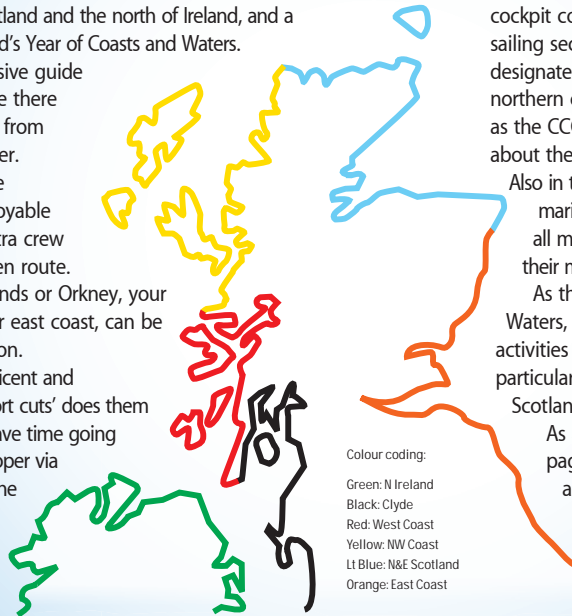 tland and the north of Ireland, and a
d's Year of Coasts and Waters.
sive guide
e there
from
er.
e
oyable
tra crew
en route.
nds or Orkney, your
r east coast, can be
on.
icent and
ort cuts' does them
ave time going
oper via
ne
Colour coding:
Green: N Ireland
Black: Clyde
Red: West Coast
Yellow: NW Coast
Lt Blue: N&E Scotland
Orange: East Coast
cockpit co
sailing sec
designate
northern
as the CCC
about the
Also in t
mari
all m
their m
As th
Waters,
activities
particular
Scotlan
As
pag
a